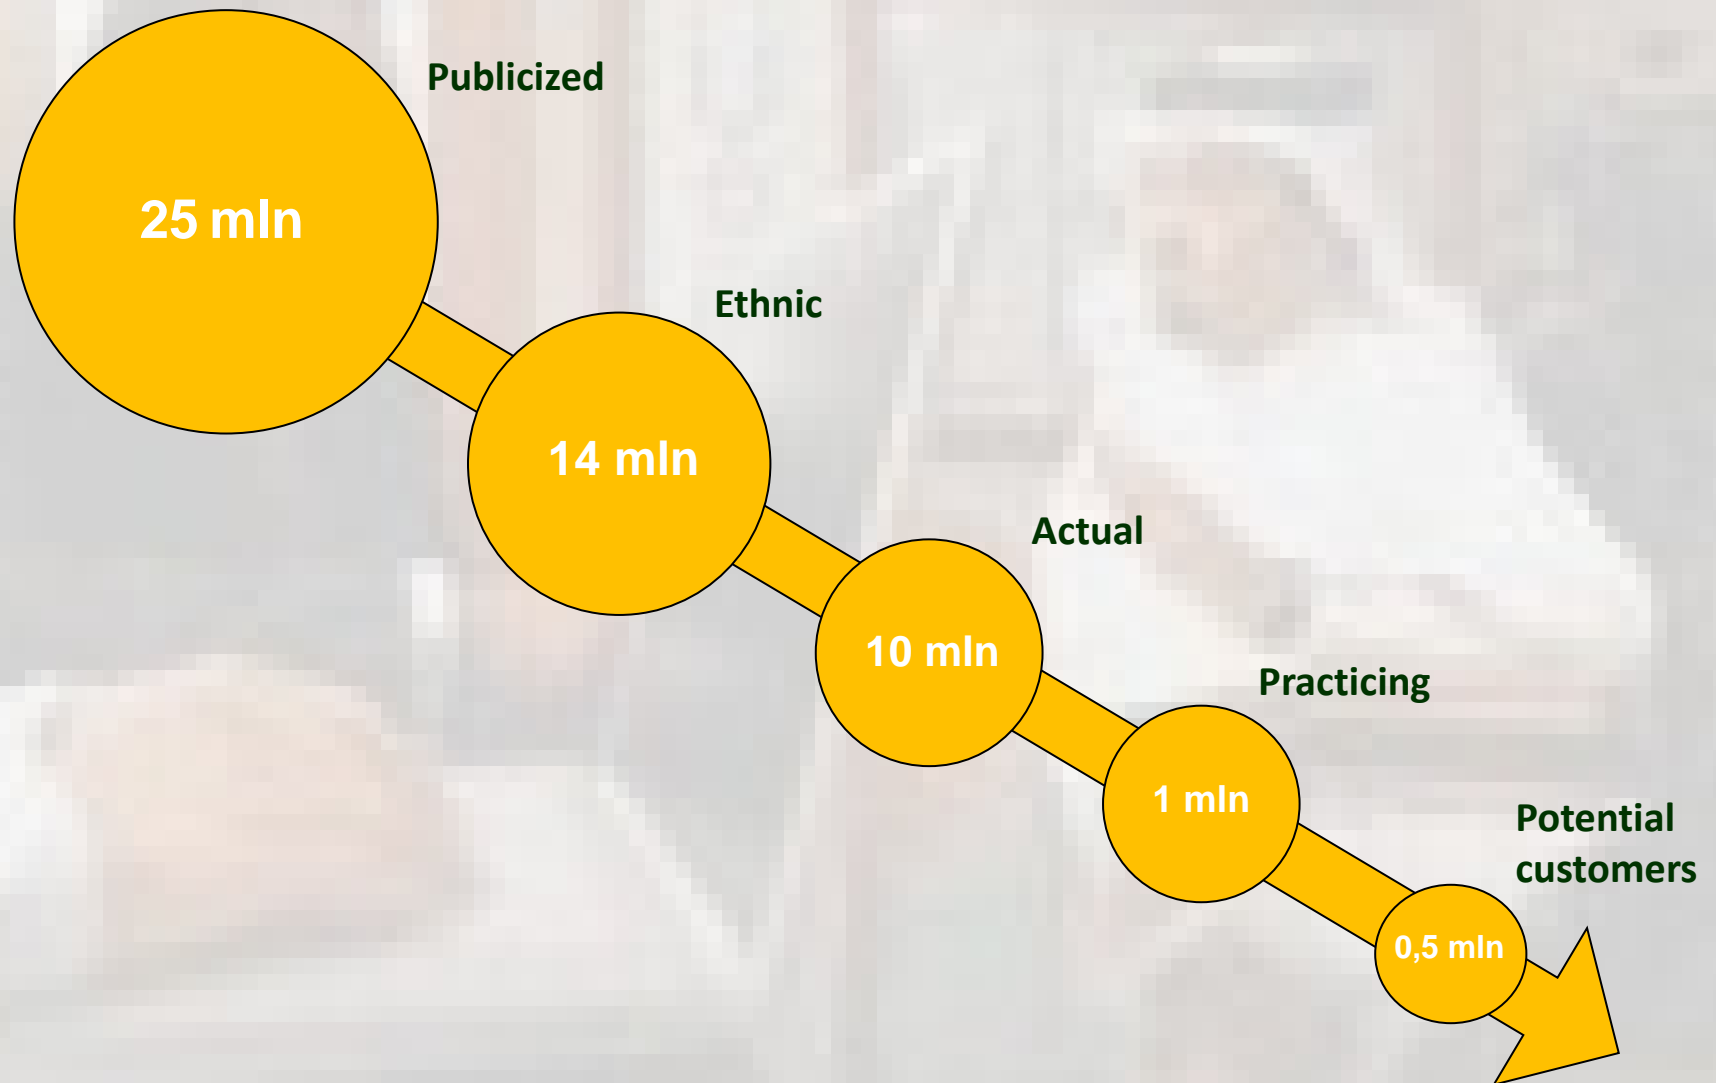 Publicized
25 mln
Ethnic
14 mln
Actual
10 mln
Practicing
1 mln
Potential
customers
0,5 mln